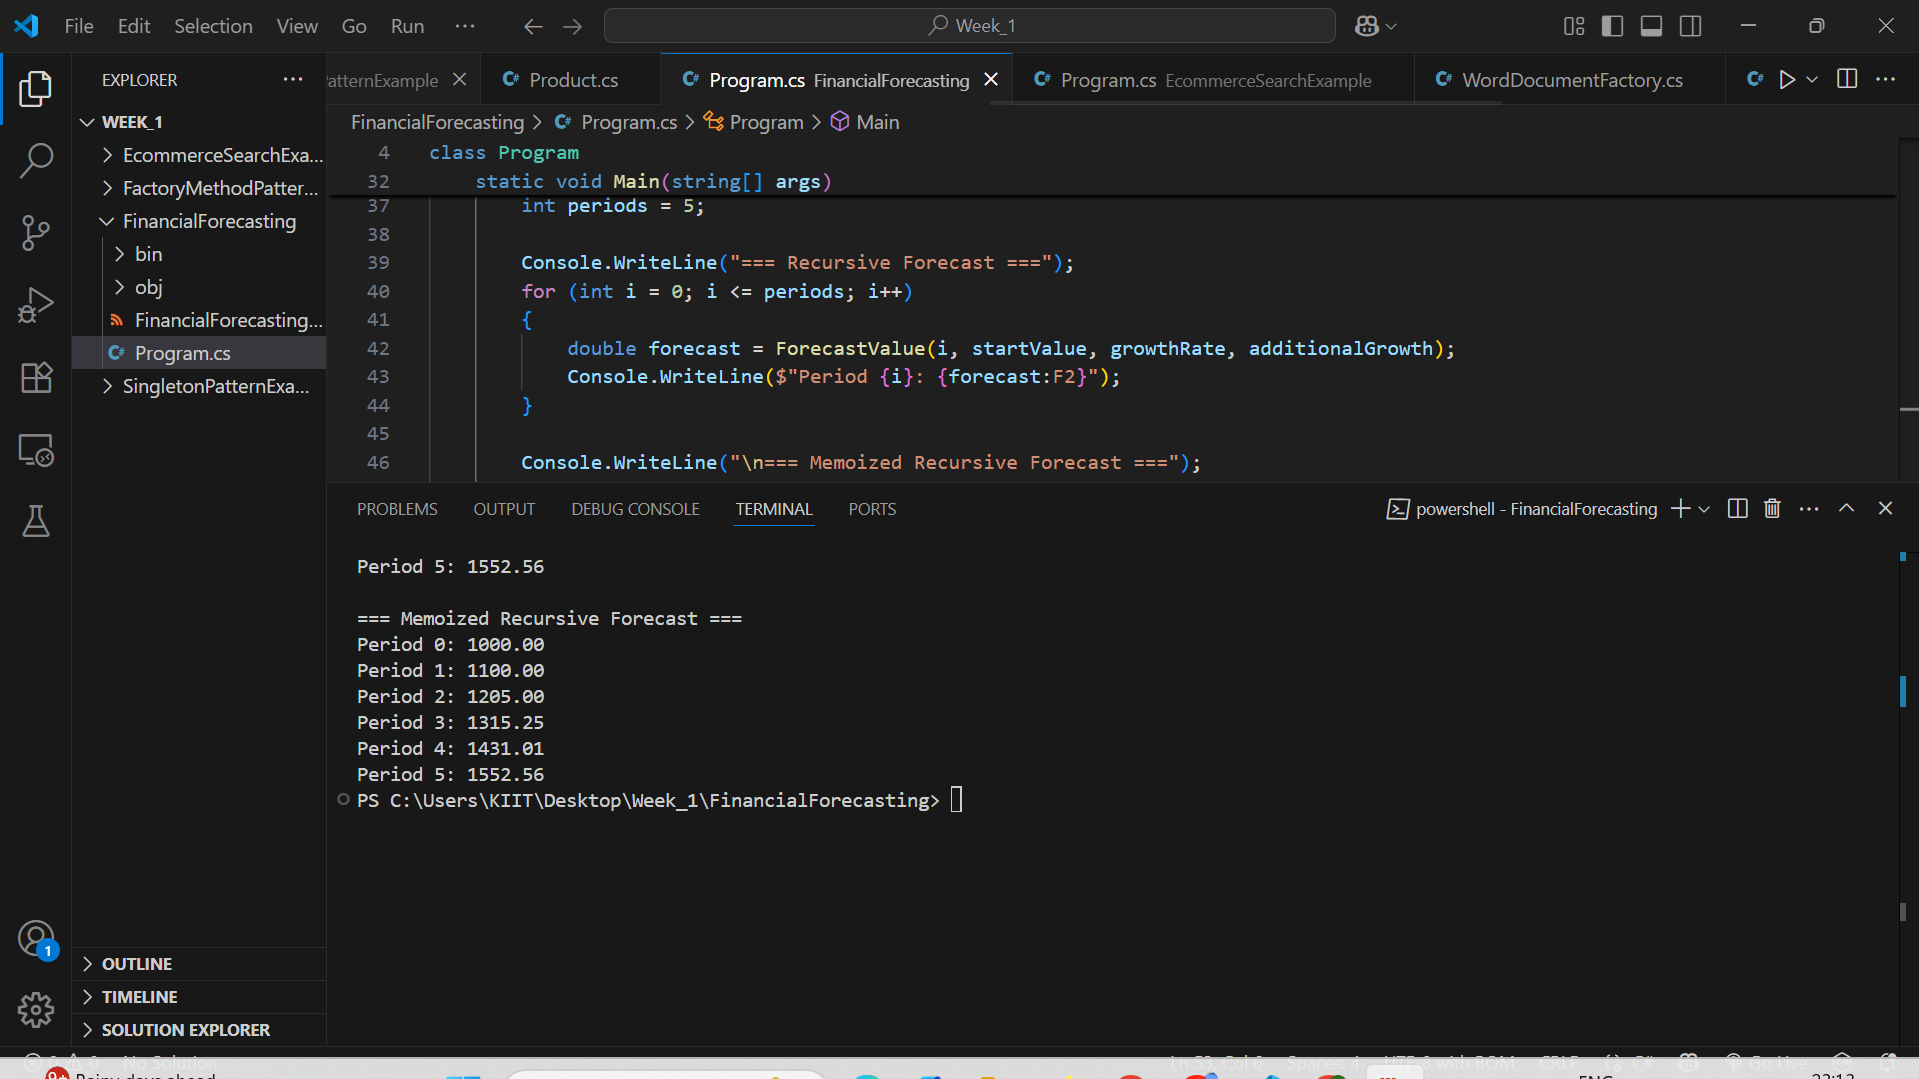 File Edit Selection View Go Run ··· Week_1
EXPLORER
WEEK_1
EcommerceSearchExa...
FactoryMethodPatter...
FinancialForecasting
bin
obj
FinancialForecasting...
Program.cs
SingletonPatternExa...
OUTLINE
TIMELINE
SOLUTION EXPLORER
1
atternExample Product.cs Program.cs FinancialForecasting Program.cs EcommerceSearchExample WordDocumentFactory.cs
FinancialForecasting > Program.cs > Program > Main
4 class Program
32 static void Main(string[] args)
37 int periods = 5;
38
39 Console.WriteLine("=== Recursive Forecast ===");
40 for (int i = 0; i <= periods; i++)
41 {
42 double forecast = ForecastValue(i, startValue, growthRate, additionalGrowth);
43 Console.WriteLine($"Period {i}: {forecast:F2}");
44 }
45
46 Console.WriteLine("\n=== Memoized Recursive Forecast ===");
PROBLEMS OUTPUT DEBUG CONSOLE TERMINAL PORTS powershell - FinancialForecasting
Period 5: 1552.56
=== Memoized Recursive Forecast ===
Period 0: 1000.00
Period 1: 1100.00
Period 2: 1205.00
Period 3: 1315.25
Period 4: 1431.01
Period 5: 1552.56
PS C:\Users\KIIT\Desktop\Week_1\FinancialForecasting>